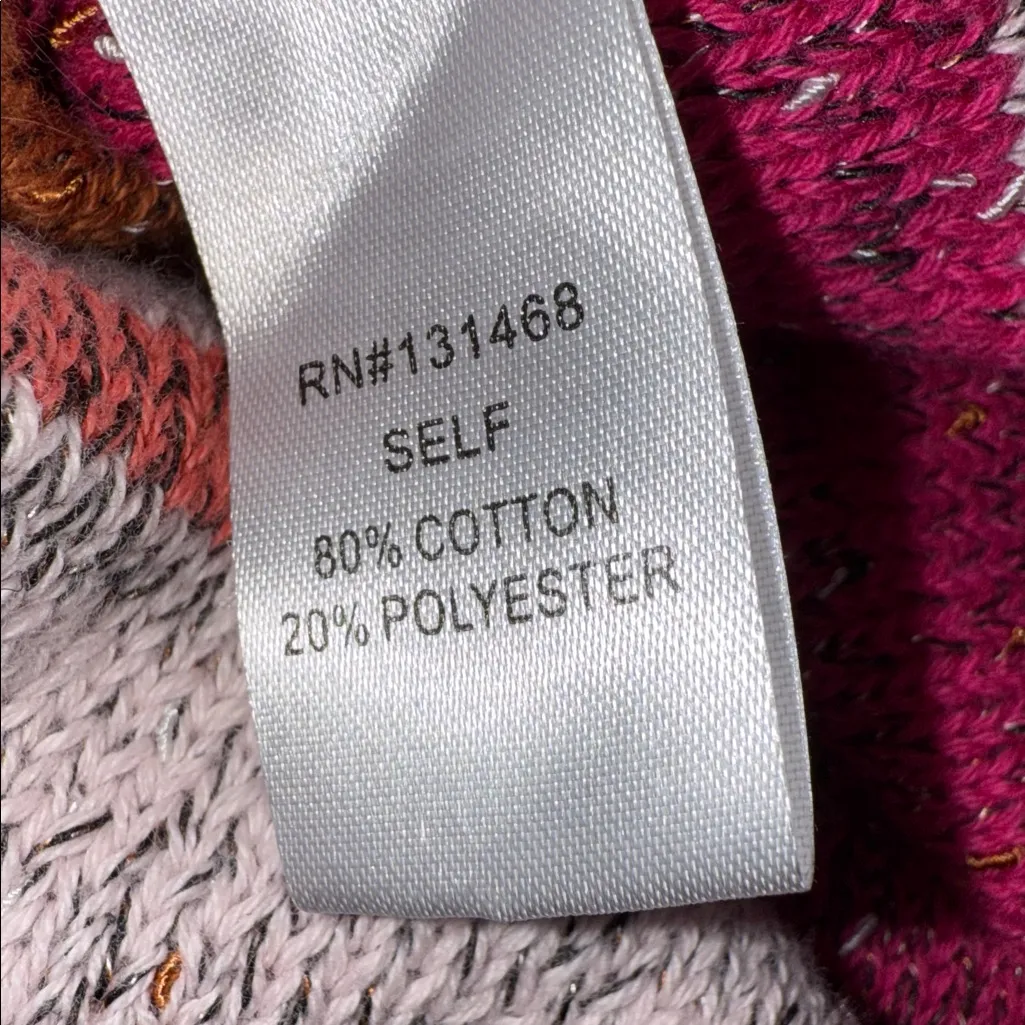 RN#131468
SELF
80% COTTON
20% POLYESTER